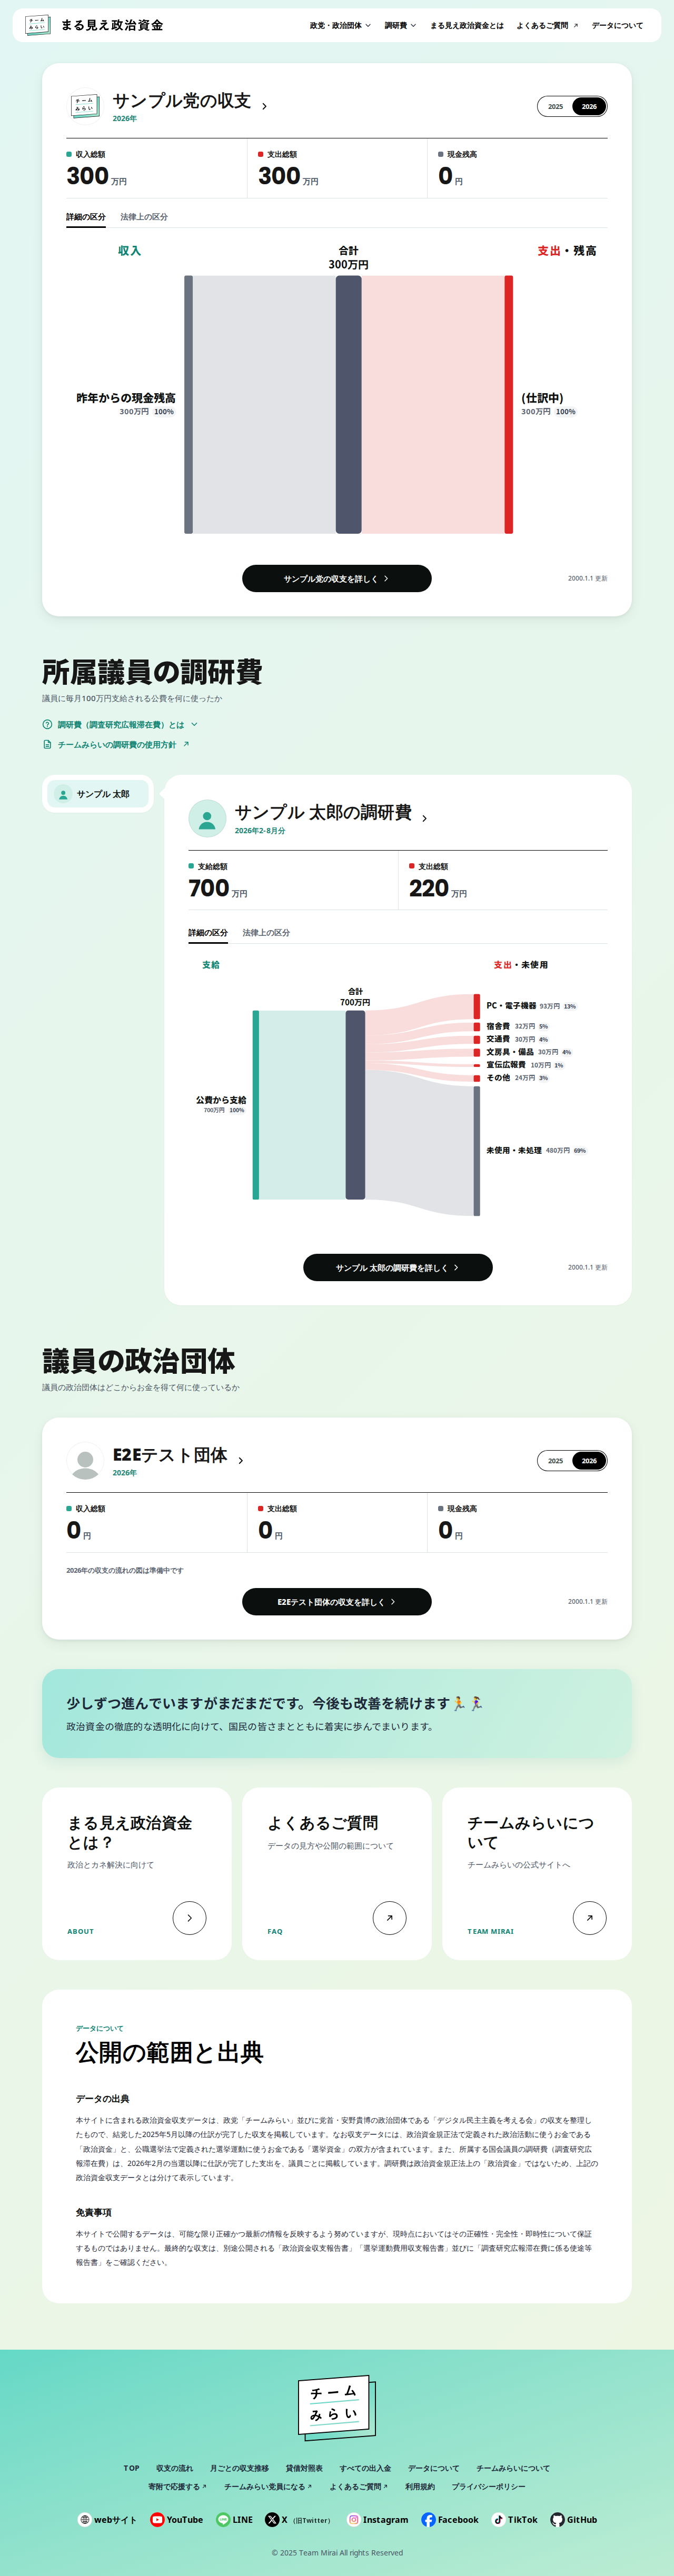 チーム
みらい
まる見え政治資金
政党・政治団体
調研費
まる見え政治資金とは
よくあるご質問
データについて
チーム
みらい
サンプル党の収支
2026年
2025
2026
収入総額
300万円
支出総額
300万円
現金残高
0円
詳細の区分
法律上の区分
収入
合計
300万円
支出・残高
昨年からの現金残高
300万円 100%
(仕訳中)
300万円 100%
サンプル党の収支を詳しく
2000.1.1 更新
所属議員の調研費
議員に毎月100万円支給される公費を何に使ったか
調研費（調査研究広報滞在費）とは
チームみらいの調研費の使用方針
サンプル 太郎
サンプル 太郎の調研費
2026年2-8月分
支給総額
700万円
支出総額
220万円
詳細の区分
法律上の区分
支給
支出・未使用
合計
700万円
公費から支給
700万円 100%
PC・電子機器 93万円 13%
宿舎費 32万円 5%
交通費 30万円 4%
文房具・備品 30万円 4%
宣伝広報費 10万円 1%
その他 24万円 3%
未使用・未処理 480万円 69%
サンプル 太郎の調研費を詳しく
2000.1.1 更新
議員の政治団体
議員の政治団体はどこからお金を得て何に使っているか
E2Eテスト団体
2026年
2025
2026
収入総額
0円
支出総額
0円
現金残高
0円
2026年の収支の流れの図は準備中です
E2Eテスト団体の収支を詳しく
2000.1.1 更新
少しずつ進んでいますがまだまだです。今後も改善を続けます🏃🏃‍♀️
政治資金の徹底的な透明化に向けて、国民の皆さまとともに着実に歩んでまいります。
まる見え政治資金
とは？
政治とカネ解決に向けて
ABOUT
よくあるご質問
データの見方や公開の範囲について
FAQ
チームみらいにつ
いて
チームみらいの公式サイトへ
TEAM MIRAI
データについて
公開の範囲と出典
データの出典
本サイトに含まれる政治資金収支データは、政党「チームみらい」並びに党首・安野貴博の政治団体である「デジタル民主主義を考える会」の収支を整理し
たもので、結党した2025年5月以降の仕訳が完了した収支を掲載しています。なお収支データには、政治資金規正法で定義された政治活動に使うお金である
「政治資金」と、公職選挙法で定義された選挙運動に使うお金である「選挙資金」の双方が含まれています。また、所属する国会議員の調研費（調査研究広
報滞在費）は、2026年2月の当選以降に仕訳が完了した支出を、議員ごとに掲載しています。調研費は政治資金規正法上の「政治資金」ではないため、上記の
政治資金収支データとは分けて表示しています。
免責事項
本サイトで公開するデータは、可能な限り正確かつ最新の情報を反映するよう努めていますが、現時点においてはその正確性・完全性・即時性について保証
するものではありません。最終的な収支は、別途公開される「政治資金収支報告書」「選挙運動費用収支報告書」並びに「調査研究広報滞在費に係る使途等
報告書」をご確認ください。
チーム
みらい
TOP
収支の流れ
月ごとの収支推移
貸借対照表
すべての出入金
データについて
チームみらいについて
寄附で応援する
チームみらい党員になる
よくあるご質問
利用規約
プライバシーポリシー
webサイト
YouTube
LINE
X（旧Twitter）
Instagram
Facebook
TikTok
GitHub
© 2025 Team Mirai All rights Reserved